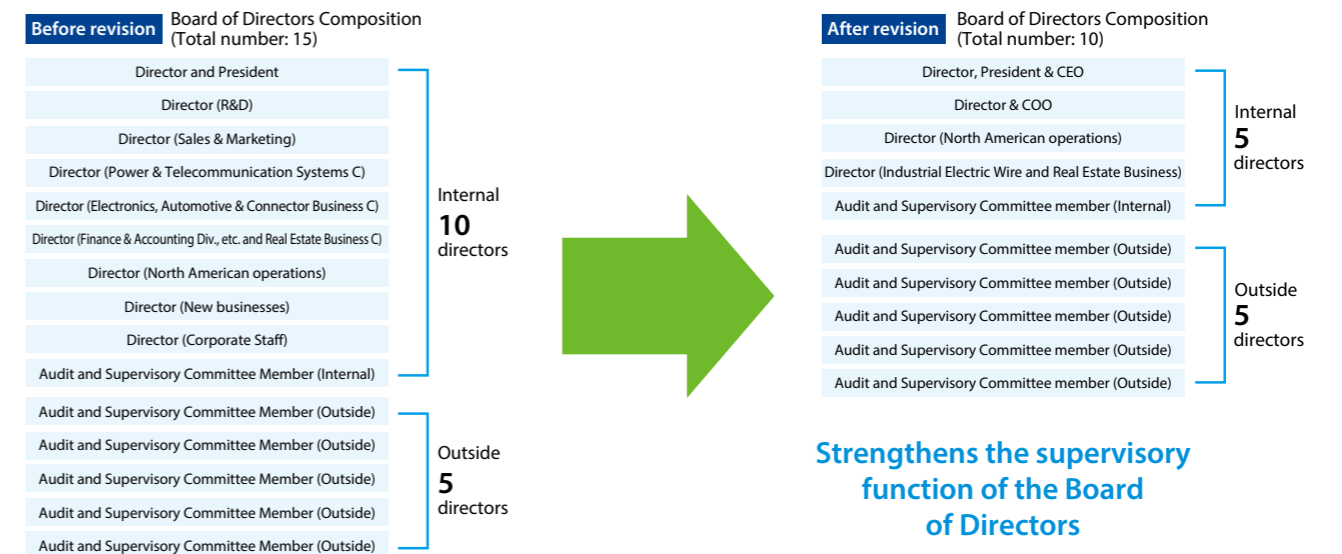 Before revision
Board of Directors Composition
(Total number: 15)
Director and President
Director (R&D)
Director (Sales & Marketing)
Director (Power & Telecommunication Systems C)
Director (Electronics, Automotive & Connector Business C)
Director (Finance & Accounting Div., etc. and Real Estate Business C)
Director (North American operations)
Director (New businesses)
Director (Corporate Staff)
Audit and Supervisory Committee Member (Internal)
Internal
10
directors
Audit and Supervisory Committee Member (Outside)
Audit and Supervisory Committee Member (Outside)
Audit and Supervisory Committee Member (Outside)
Audit and Supervisory Committee Member (Outside)
Audit and Supervisory Committee Member (Outside)
Outside
5
directors
After revision
Board of Directors Composition
(Total number: 10)
Director, President & CEO
Director & COO
Director (North American operations)
Director (Industrial Electric Wire and Real Estate Business)
Audit and Supervisory Committee member (Internal)
Internal
5
directors
Audit and Supervisory Committee member (Outside)
Audit and Supervisory Committee member (Outside)
Audit and Supervisory Committee member (Outside)
Audit and Supervisory Committee member (Outside)
Audit and Supervisory Committee member (Outside)
Outside
5
directors
Strengthens the supervisory
function of the Board
of Directors